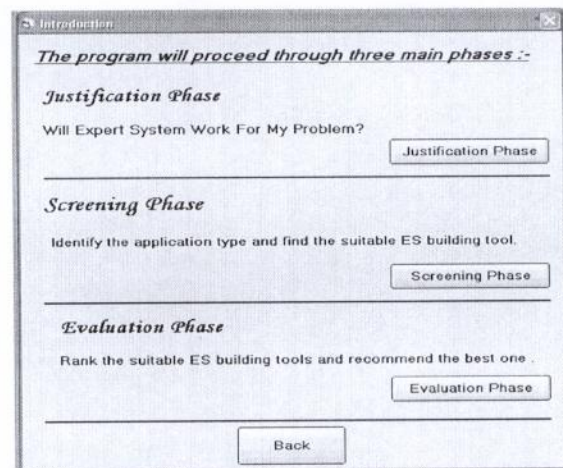 Introduction
The program will proceed through three main phases :-
Justification Phase
Will Expert System Work For My Problem?
Justification Phase
Screening Phase
Identify the application type and find the suitable ES building tool.
Screening Phase
Evaluation Phase
Rank the suitable ES building tools and recommend the best one .
Evaluation Phase
Back